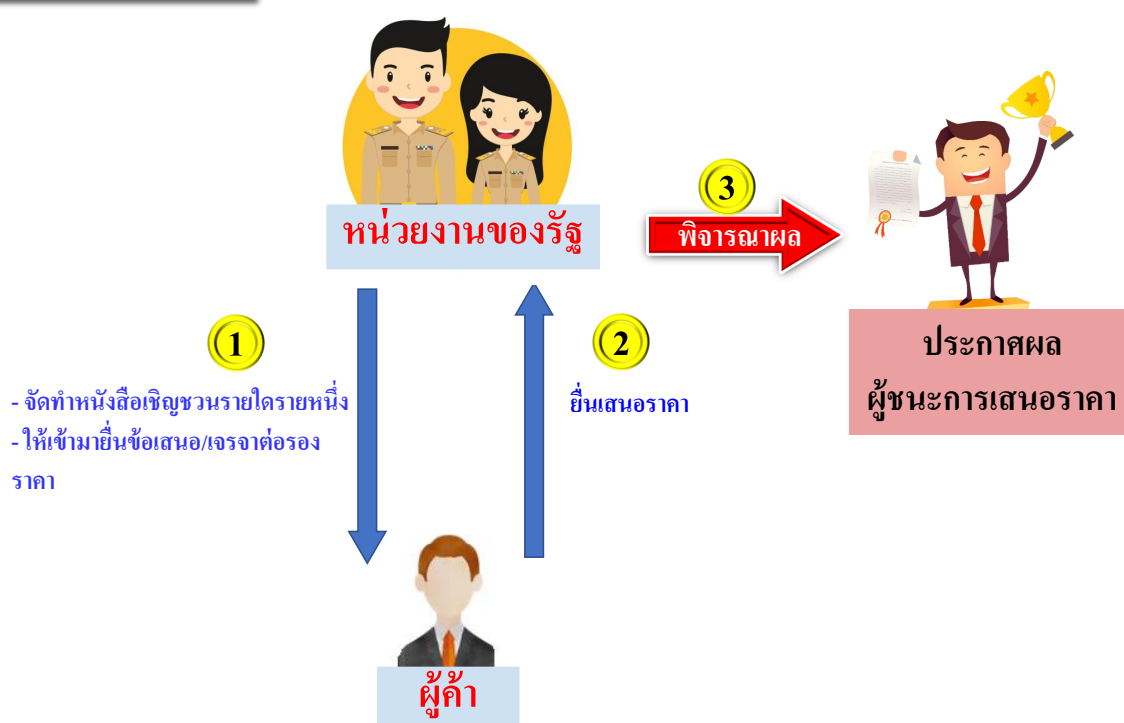 หน่วยงานของรัฐ
3
พิจารณาผล
1
- จัดทำหนังสือเชิญชวนรายใดรายหนึ่ง
- ให้เข้ามายื่นข้อเสนอ/เจรจาต่อรอง
ราคา
2
ยื่นเสนอราคา
ประกาศผล
ผู้ชนะการเสนอราคา
ผู้ค้า